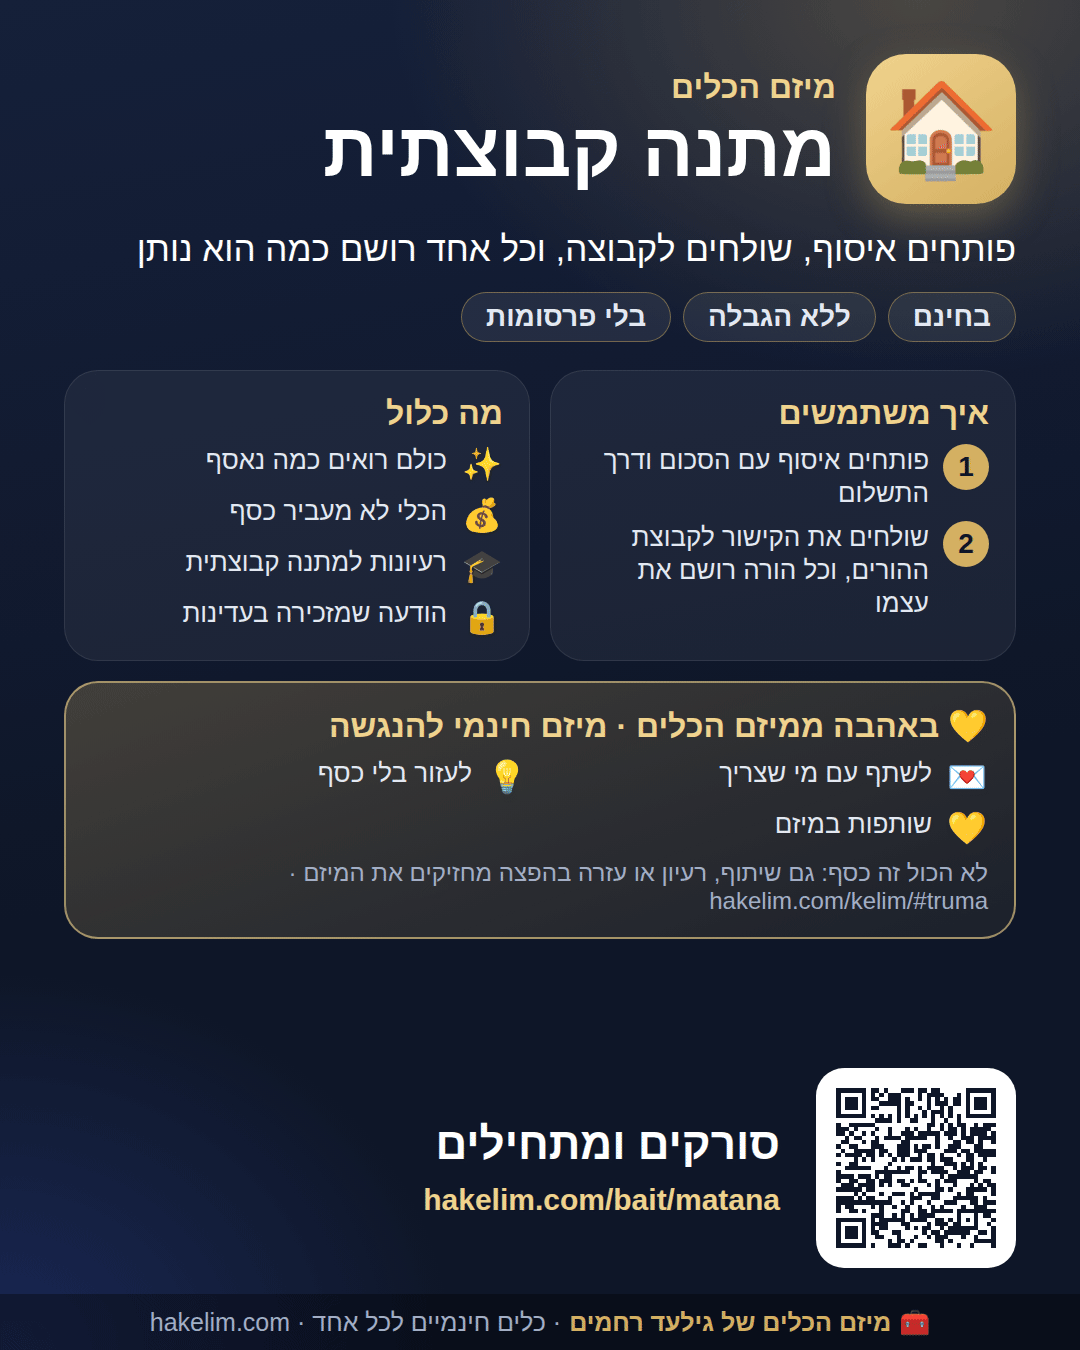 מיזם הכלים
מתנה קבוצתית
פותחים איסוף, שולחים לקבוצה, וכל אחד רושם כמה הוא נותן
בחינם
ללא הגבלה
בלי פרסומות
איך משתמשים
1 פותחים איסוף עם הסכום ודרך
התשלום
2 שולחים את הקישור לקבוצת
ההורים, וכל הורה רושם את
עצמו
מה כלול
כולם רואים כמה נאסף
הכלי לא מעביר כסף
רעיונות למתנה קבוצתית
הודעה שמזכירה בעדינות
באהבה ממיזם הכלים · מיזם חינמי להנגשה
לשתף עם מי שצריך
לעזור בלי כסף
שותפות במיזם
לא הכול זה כסף: גם שיתוף, רעיון או עזרה בהפצה מחזיקים את המיזם ·
hakelim.com/kelim/#truma
סורקים ומתחילים
hakelim.com/bait/matana
מיזם הכלים של גילעד רחמים · כלים חינמיים לכל אחד · hakelim.com